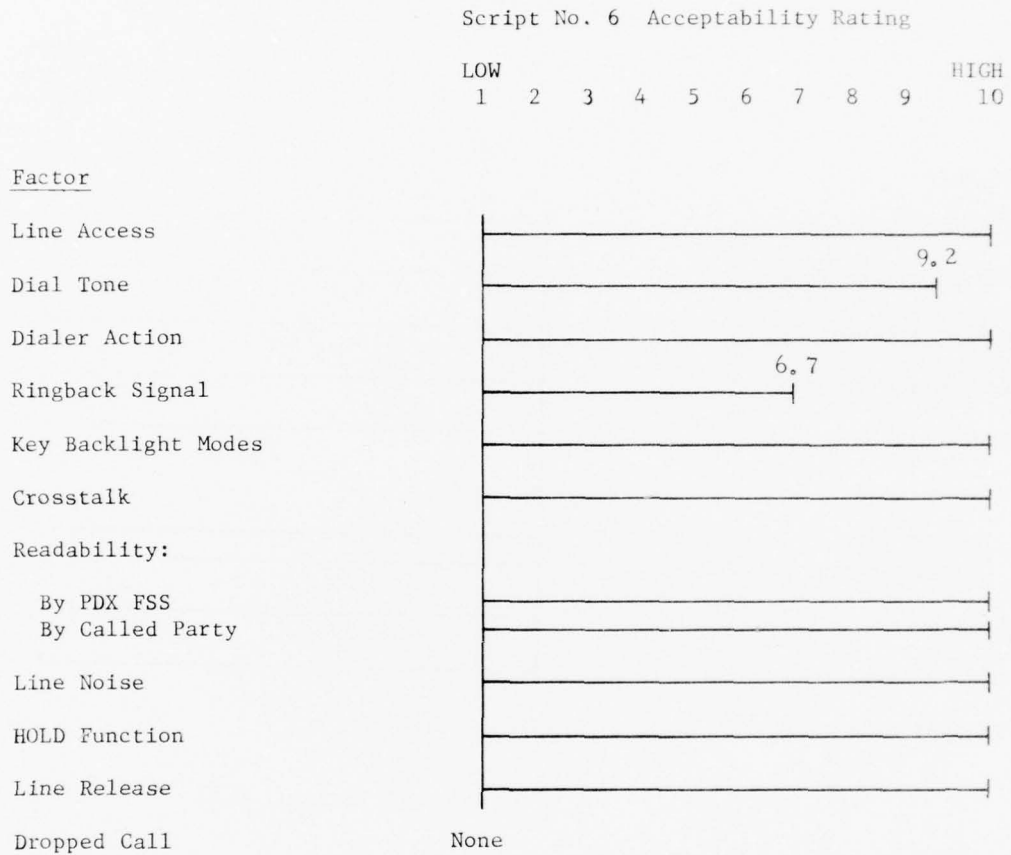 Script No. 6 Acceptability Rating
LOW HIGH
1 2 3 4 5 6 7 8 9 10
Factor
Line Access
9.2
Dial Tone
Dialer Action
6.7
Ringback Signal
Key Backlight Modes
Crosstalk
Readability:
By PDX FSS
By Called Party
Line Noise
HOLD Function
Line Release
Dropped Call None